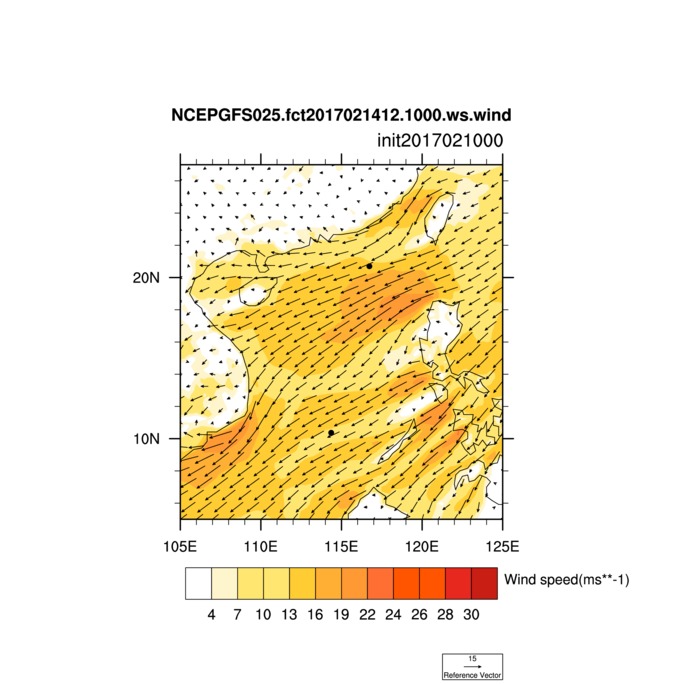 NCEPGFS025.fct2017021412.1000.ws.wind
init2017021000
20N
10N
105E 110E 115E 120E 125E
Wind speed(ms**-1)
4 7 10 13 16 19 22 24 26 28 30
15
Reference Vector